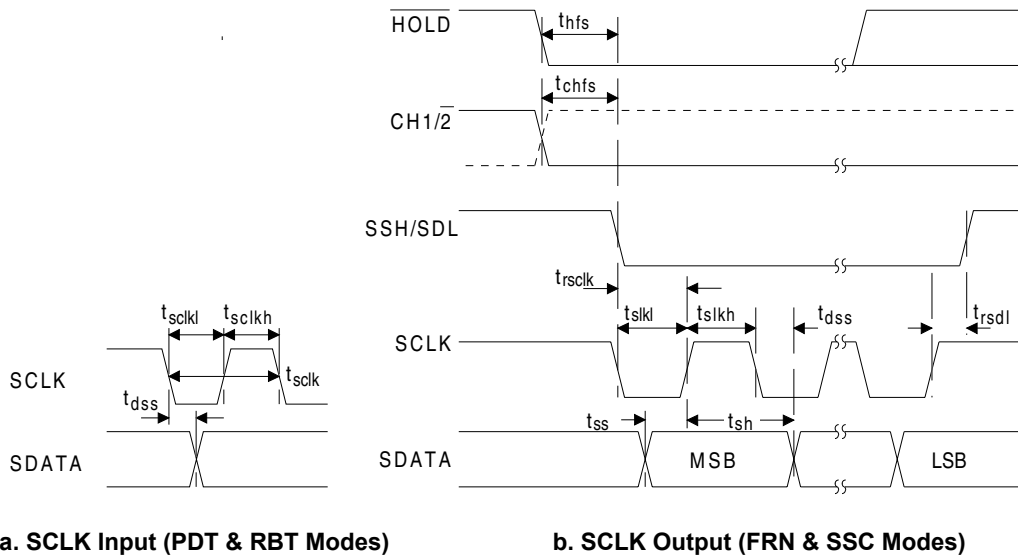 HOLD
thfs
tchfs
CH1/2
SSH/SDL
trsclk
tslkl
tslkh
tdss
trsdl
SCLK
tss
tsh
SDATA
MSB
LSB
tsclkl
tsclkh
SCLK
tsclk
tdss
SDATA
a. SCLK Input (PDT & RBT Modes)
b. SCLK Output (FRN & SSC Modes)